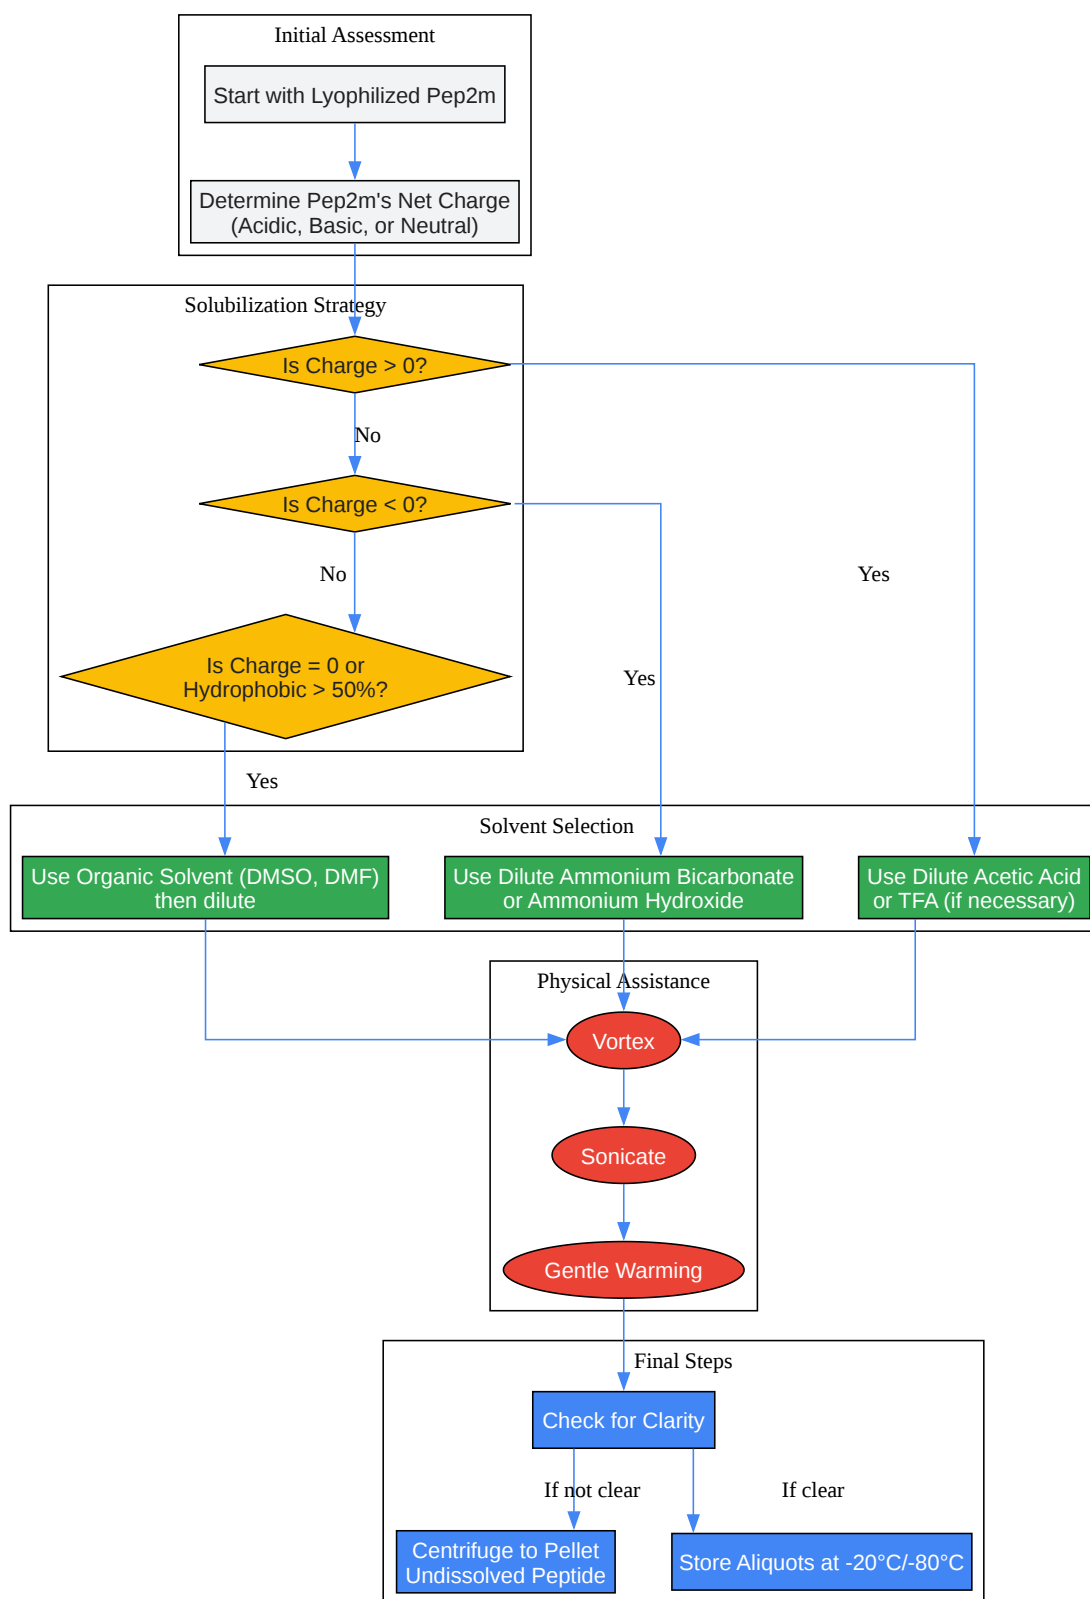 Initial Assessment
Start with Lyophilized Pep2m
Determine Pep2m's Net Charge
(Acidic, Basic, or Neutral)
Solubilization Strategy
Is Charge > 0?
No
Is Charge < 0?
No
Yes
Is Charge = 0 or
Hydrophobic > 50%?
Yes
Yes
Solvent Selection
Use Organic Solvent (DMSO, DMF)
then dilute
Use Dilute Ammonium Bicarbonate
or Ammonium Hydroxide
Use Dilute Acetic Acid
or TFA (if necessary)
Physical Assistance
Vortex
Sonicate
Gentle Warming
Final Steps
Check for Clarity
If not clear
If clear
Centrifuge to Pellet
Undissolved Peptide
Store Aliquots at -20°C/-80°C